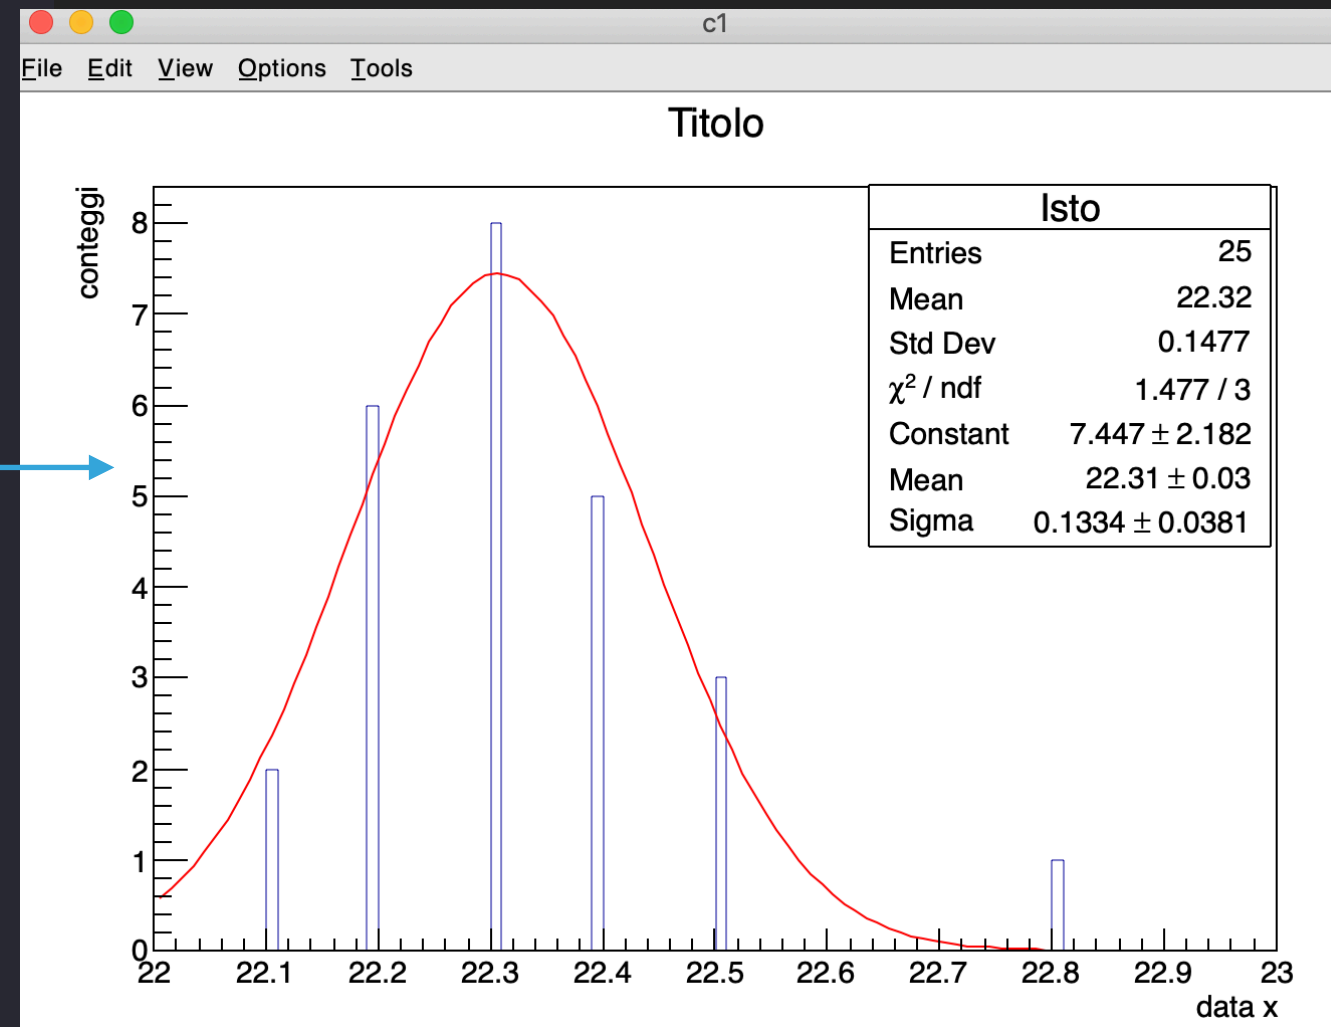 c1
File Edit View Options Tools
Titolo
conteggi
Isto
Entries 25
Mean 22.32
Std Dev 0.1477
χ² / ndf 1.477 / 3
Constant 7.447 ± 2.182
Mean 22.31 ± 0.03
Sigma 0.1334 ± 0.0381
8
7
6
5
4
3
2
1
0
22 22.1 22.2 22.3 22.4 22.5 22.6 22.7 22.8 22.9 23
data x